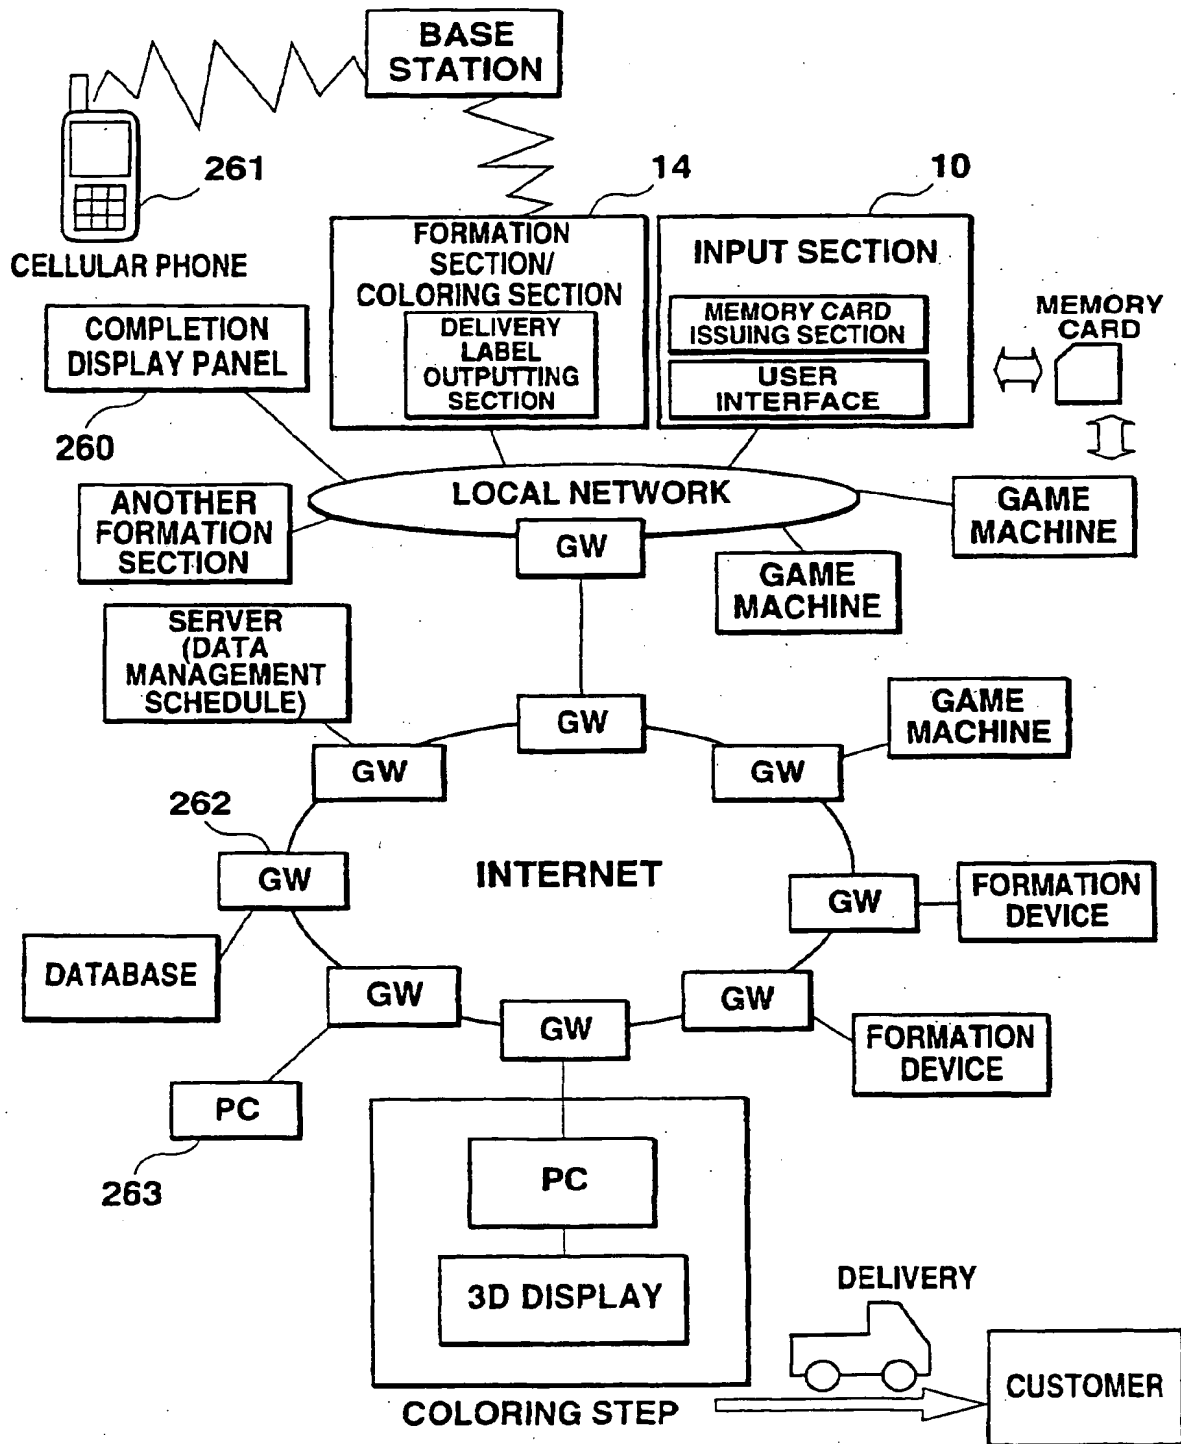 BASE
STATION
261
14
10
CELLULAR PHONE
FORMATION
SECTION/
COLORING SECTION
DELIVERY
LABEL
OUTPUTTING
SECTION
INPUT SECTION
MEMORY CARD
ISSUING SECTION
USER
INTERFACE
MEMORY
CARD
COMPLETION
DISPLAY PANEL
260
LOCAL NETWORK
GW
ANOTHER
FORMATION
SECTION
GAME
MACHINE
GAME
MACHINE
SERVER
(DATA
MANAGEMENT
SCHEDULE)
GW
GW
GW
GAME
MACHINE
262
GW
INTERNET
GW
FORMATION
DEVICE
DATABASE
GW
GW
GW
FORMATION
DEVICE
PC
263
PC
3D DISPLAY
COLORING STEP
DELIVERY
CUSTOMER